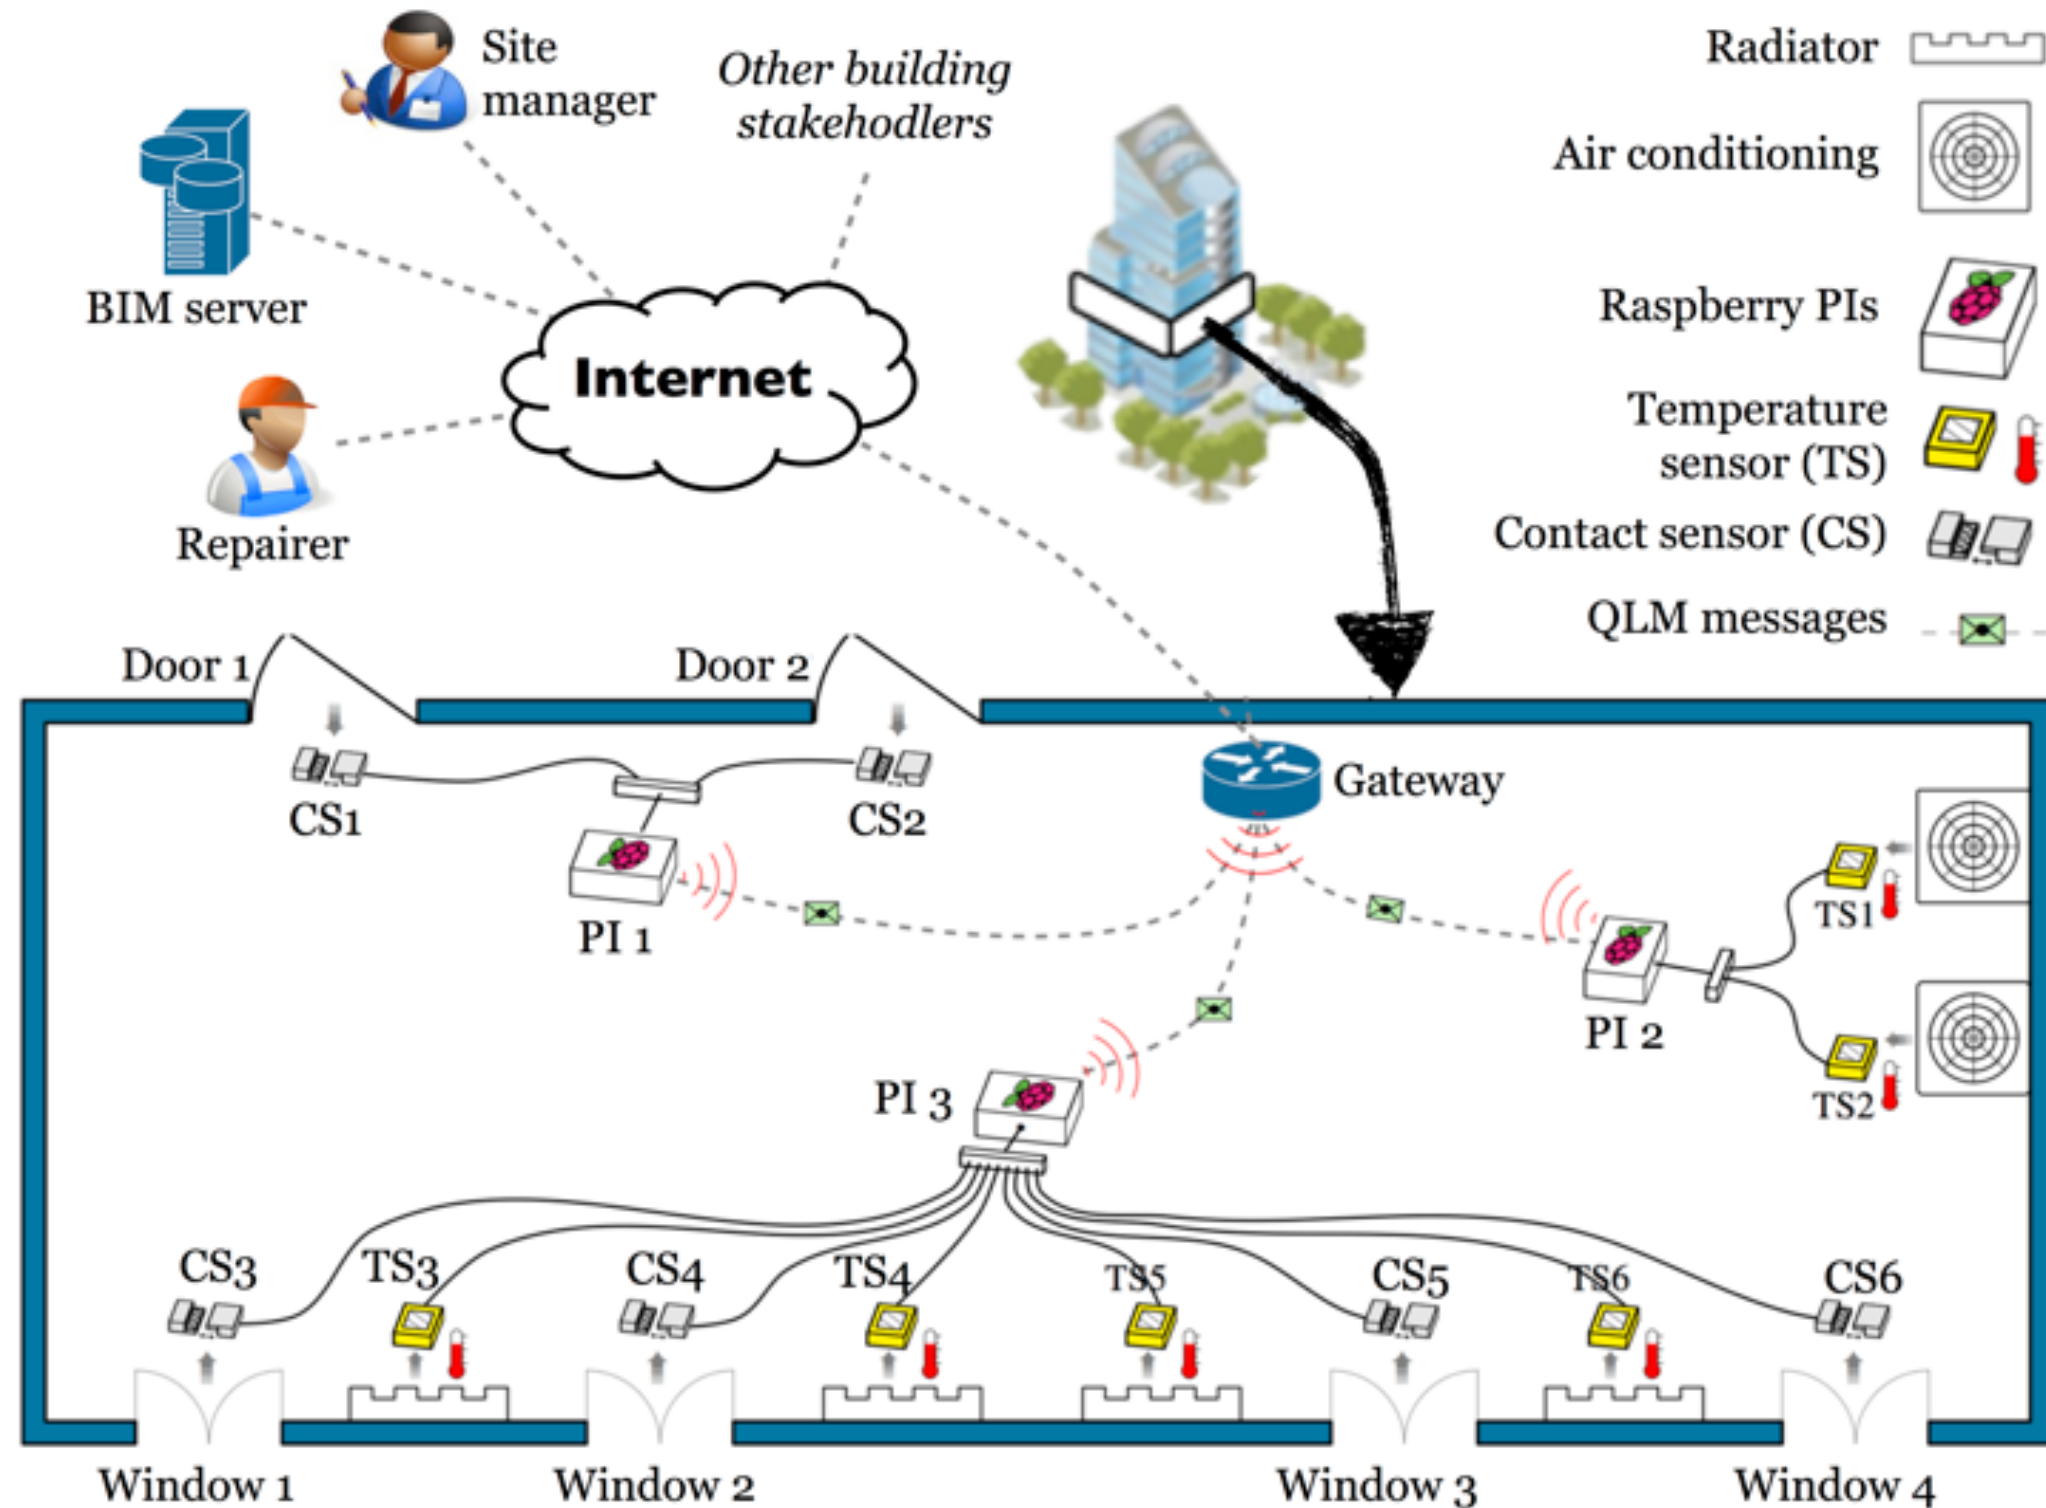 Site
manager
Other building
stakehodlers
BIM server
Internet
Repairer
Radiator
Air conditioning
Raspberry PIs
Temperature
sensor (TS)
Contact sensor (CS)
QLM messages
Door 1
Door 2
Gateway
CS1
CS2
PI 1
TS1
PI 2
TS2
PI 3
CS3
TS3
CS4
TS4
TS5
CS5
TS6
CS6
Window 1
Window 2
Window 3
Window 4